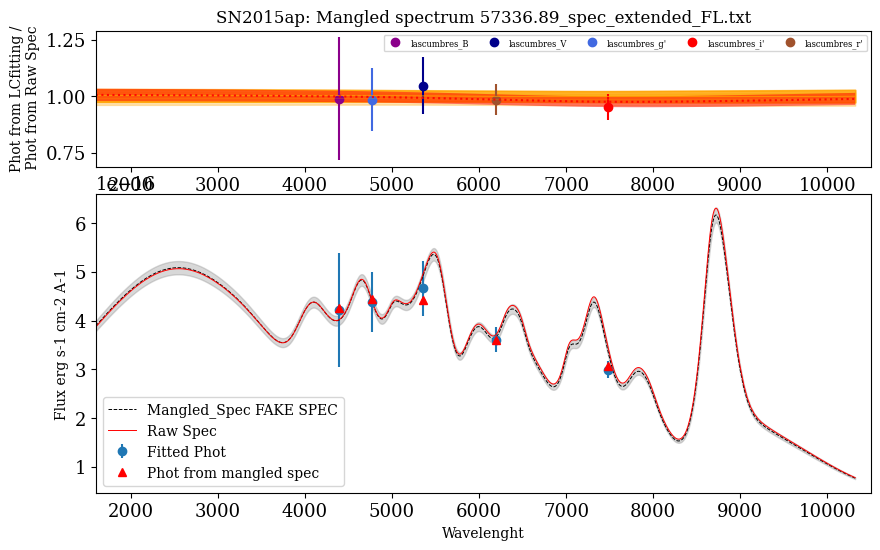 SN2015ap: Mangled spectrum 57336.89_spec_extended_FL.txt
Phot from LCfitting /
Phot from Raw Spec
1.25
1.00
0.75
lascumbres_B lascumbres_V lascumbres_g' lascumbres_i' lascumbres_r'
2000 3000 4000 5000 6000 7000 8000 9000 10000
1e−16
Flux erg s-1 cm-2 A-1
6
5
4
3
2
1
Mangled_Spec FAKE SPEC
Raw Spec
Fitted Phot
Phot from mangled spec
2000 3000 4000 5000 6000 7000 8000 9000 10000
Wavelenght